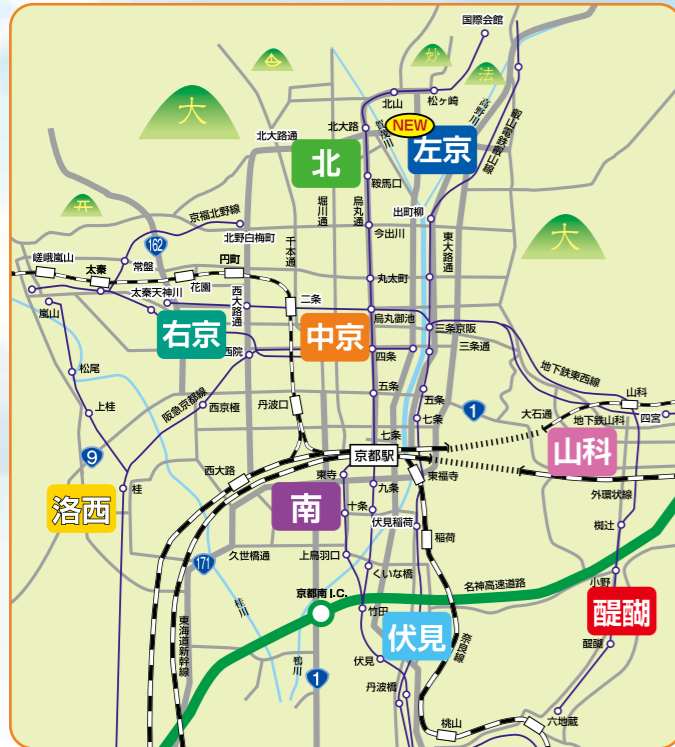 国際会館
妙
法
大
北山
松ヶ崎
高野川
叡山電鉄叡山線
NEW
北大路
北大路通
左京
北
鞍馬口
堀川通
烏丸通
出町柳
大
京福北野線
162
北野白梅町
千本通
今出川
東大路通
嵯峨嵐山
太秦
常盤
円町
丸太町
花園
太秦天神川
西大路通
二条
嵐山
右京
中京
烏丸御池
三条京阪
三条通
西院
四条
地下鉄東西線
松尾
阪急京都線
西京極
丹波口
五条
五条
山科
上桂
七条
1
大石通
地下鉄山科
四宮
9
七条
京都駅
山科
西大路
東寺
東福寺
桂
九条
外環状線
洛西
南
十条
伏見稲荷
椥辻
稲荷
久世橋通
上鳥羽口
171
くいな橋
名神高速道路
小野
京都南I.C.
竹田
醍醐
桂川
東海道新幹線
鴨川
伏見
奈良線
醍醐
伏見
1
丹波橋
桃山
六地蔵